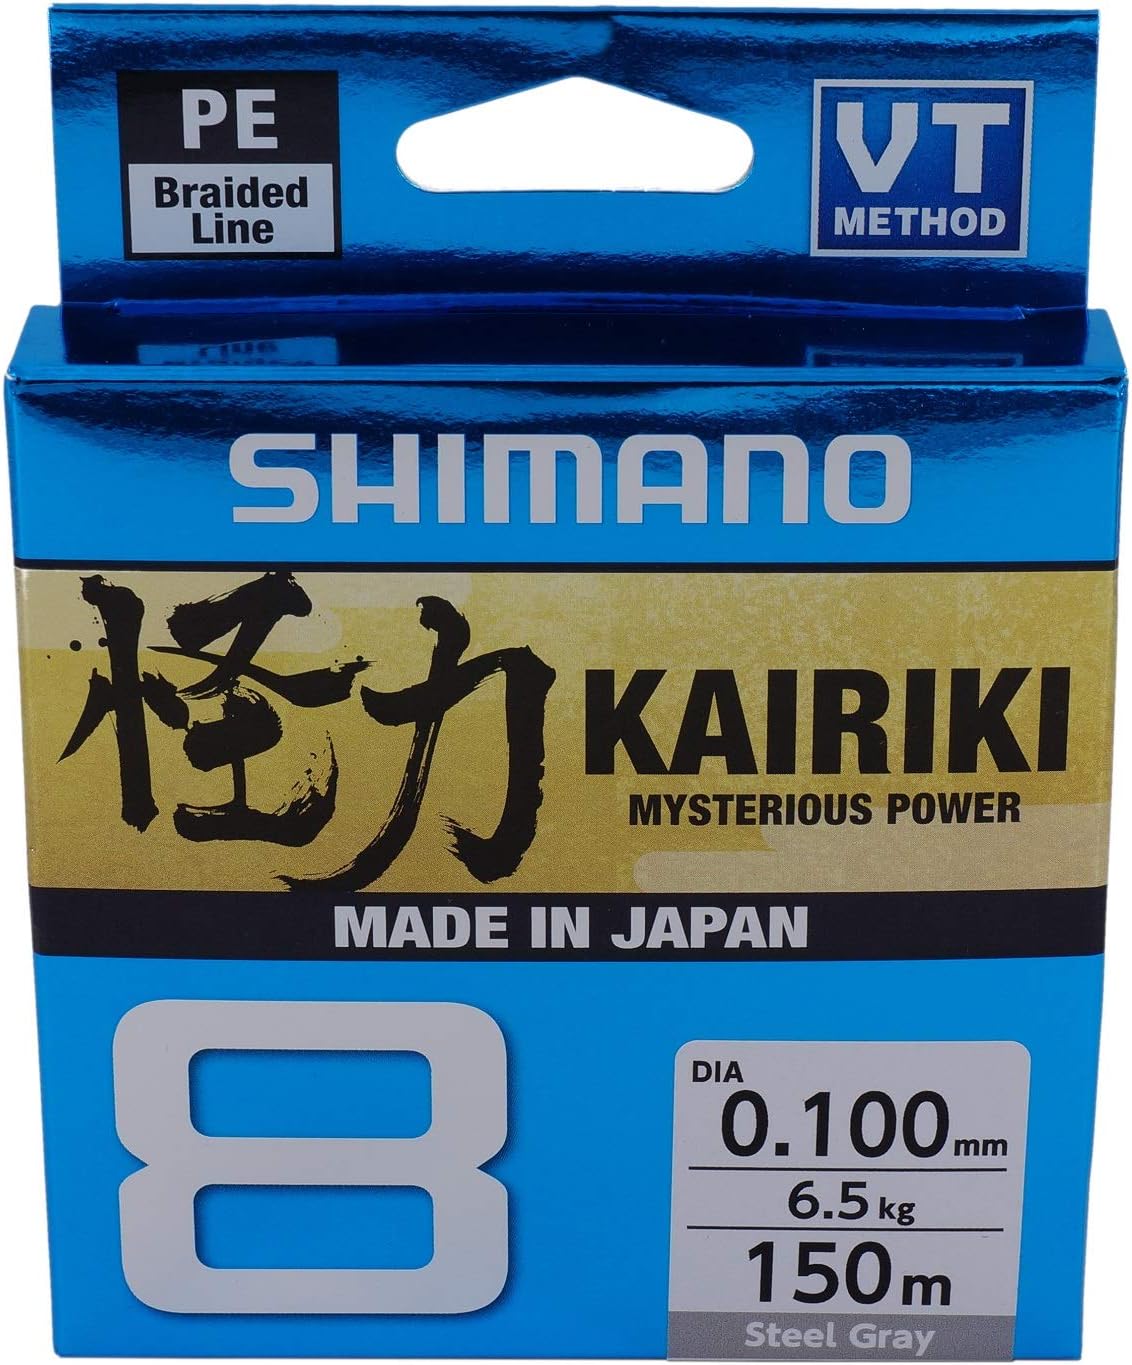 PE
Braided
Line
VT
METHOD
SHIMANO
怪力
KAIRIKI
MYSTERIOUS POWER
MADE IN JAPAN
8
DIA
0.100mm
6.5kg
150m
Steel Gray